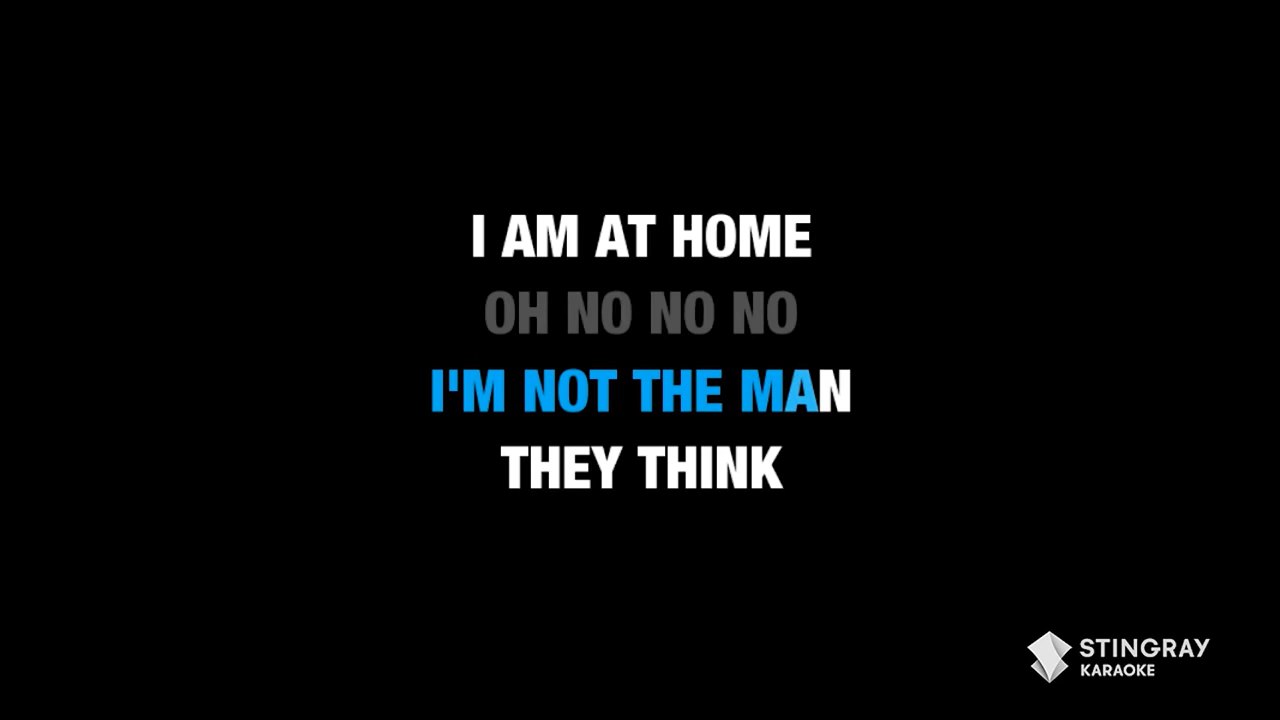 I AM AT HOME
OH NO NO NO
I'M NOT THE MAN
THEY THINK
STINGRAY
KARAOKE